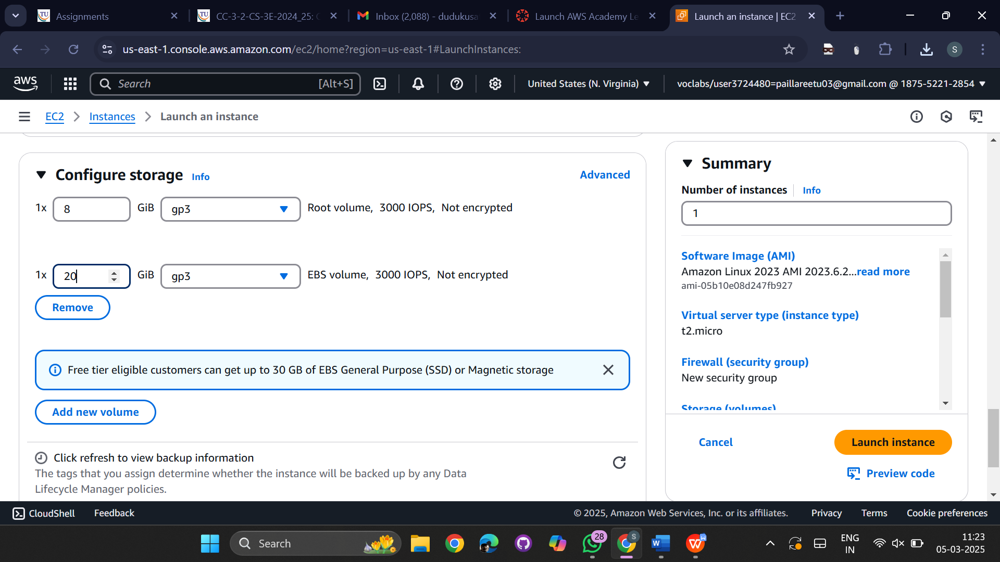 Assignments
CC-3-2-CS-3E-2024_25: C
Inbox (2,088) - dudukusa
Launch AWS Academy Le
Launch an instance | EC2
us-east-1.console.aws.amazon.com/ec2/home?region=us-east-1#LaunchInstances:
S
aws
Search
[Alt+S]
United States (N. Virginia)
voclabs/user3724480=paillareetu03@gmail.com @ 1875-5221-2854
EC2
Instances
Launch an instance
Configure storage
Info
Advanced
1x
8
GiB
gp3
Root volume, 3000 IOPS, Not encrypted
1x
20
GiB
gp3
EBS volume, 3000 IOPS, Not encrypted
Remove
Free tier eligible customers can get up to 30 GB of EBS General Purpose (SSD) or Magnetic storage
Add new volume
Click refresh to view backup information
The tags that you assign determine whether the instance will be backed up by any Data
Lifecycle Manager policies.
Summary
Number of instances
Info
1
Software Image (AMI)
Amazon Linux 2023 AMI 2023.6.2...read more
ami-05b10e08d247fb927
Virtual server type (instance type)
t2.micro
Firewall (security group)
New security group
Storage (volumes)
Cancel
Launch instance
Preview code
CloudShell
Feedback
© 2025, Amazon Web Services, Inc. or its affiliates.
Privacy
Terms
Cookie preferences
Search
28
S
ENG
IN
11:23
05-03-2025